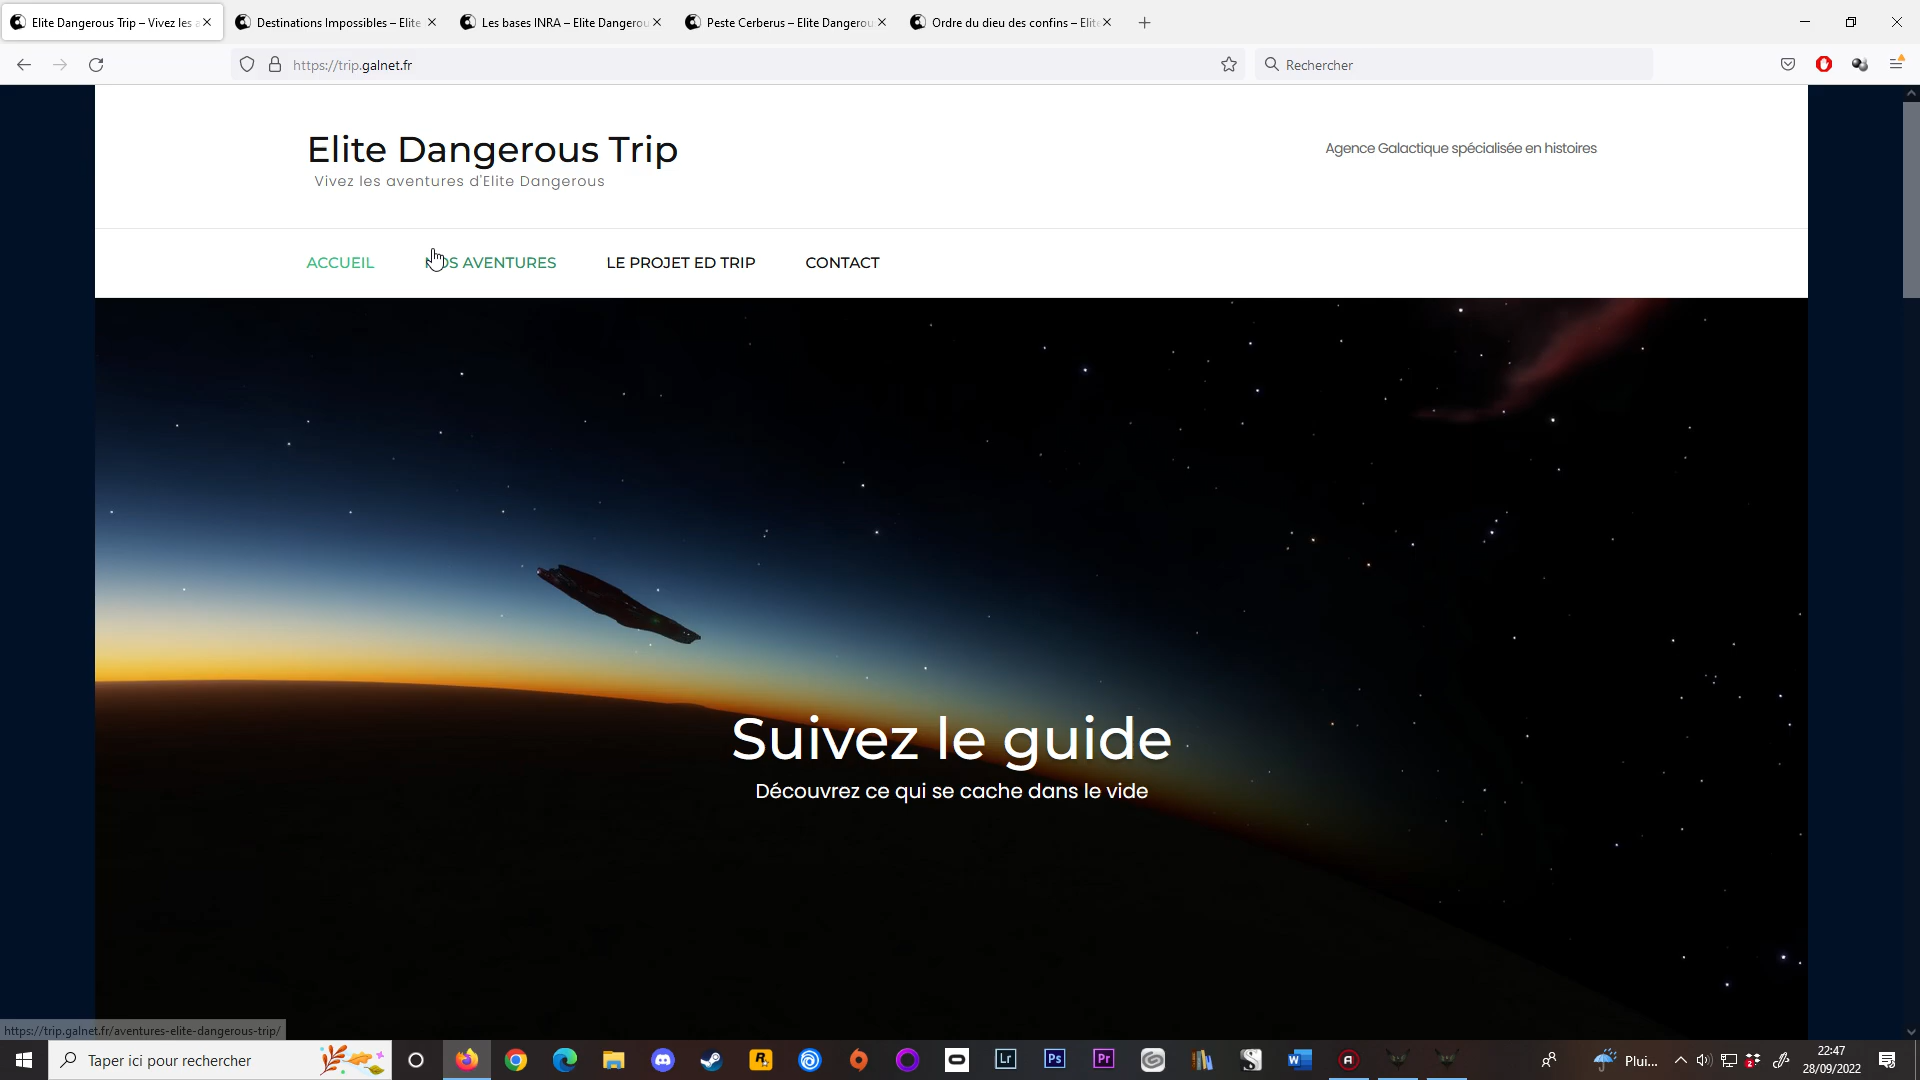 Elite Dangerous Trip – Vivez les a
Destinations Impossibles – Elite
Les bases INRA – Elite Dangerou
Peste Cerberus – Elite Dangerou
Ordre du dieu des confins – Elite
https://trip.galnet.fr
Rechercher
Elite Dangerous Trip
Vivez les aventures d'Elite Dangerous
Agence Galactique spécialisée en histoires
ACCUEIL
NOS AVENTURES
LE PROJET ED TRIP
CONTACT
Suivez le guide
Découvrez ce qui se cache dans le vide
https://trip.galnet.fr/aventures-elite-dangerous-trip/
Taper ici pour rechercher
Lr
Ps
Pr
Plui...
22:47
28/09/2022